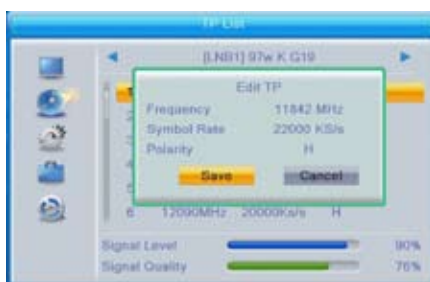 TP List
[LNB1] 97w K G19
Edit TP
Frequency 11842 MHz
Symbol Rate 22000 KS/s
Polarity H
Save Cancel
6 12090MHz 20000Ks/s H
Signal Level 90%
Signal Quality 76%